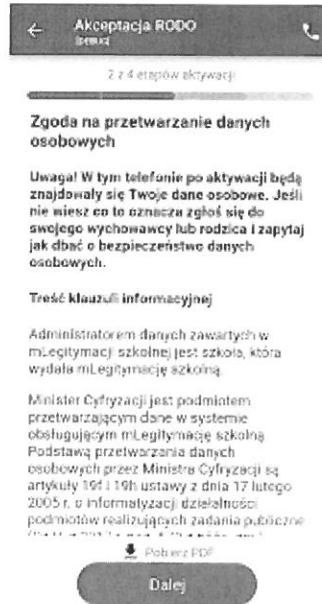 Akceptacja RODO
2 z 4 etapów aktywacji
Zgoda na przetwarzanie danych
osobowych
Uwaga! W tym telefonie po aktywacji będą
znajdowały się Twoje dane osobowe. Jeśli
nie wiesz co to oznacza zgłoś się do
swojego wychowawcy lub rodzica i zapytaj
jak dbać o bezpieczeństwo danych
osobowych.
Treść klauzuli informacyjnej
Administratorem danych zawartych w
mLegitymacji szkolnej jest szkoła, która
wydała mLegitymację szkolną.
Minister Cyfryzacji jest podmiotem
przetwarzającym dane w systemie
obsługującym mLegitymację szkolną.
Podstawą przetwarzania danych
osobowych przez Ministra Cyfryzacji są
artykuły 19f i 19h ustawy z dnia 17 lutego
2005 r. o informatyzacji działalności
podmiotów realizujących zadania publiczne
Pobierz PDF
Dalej